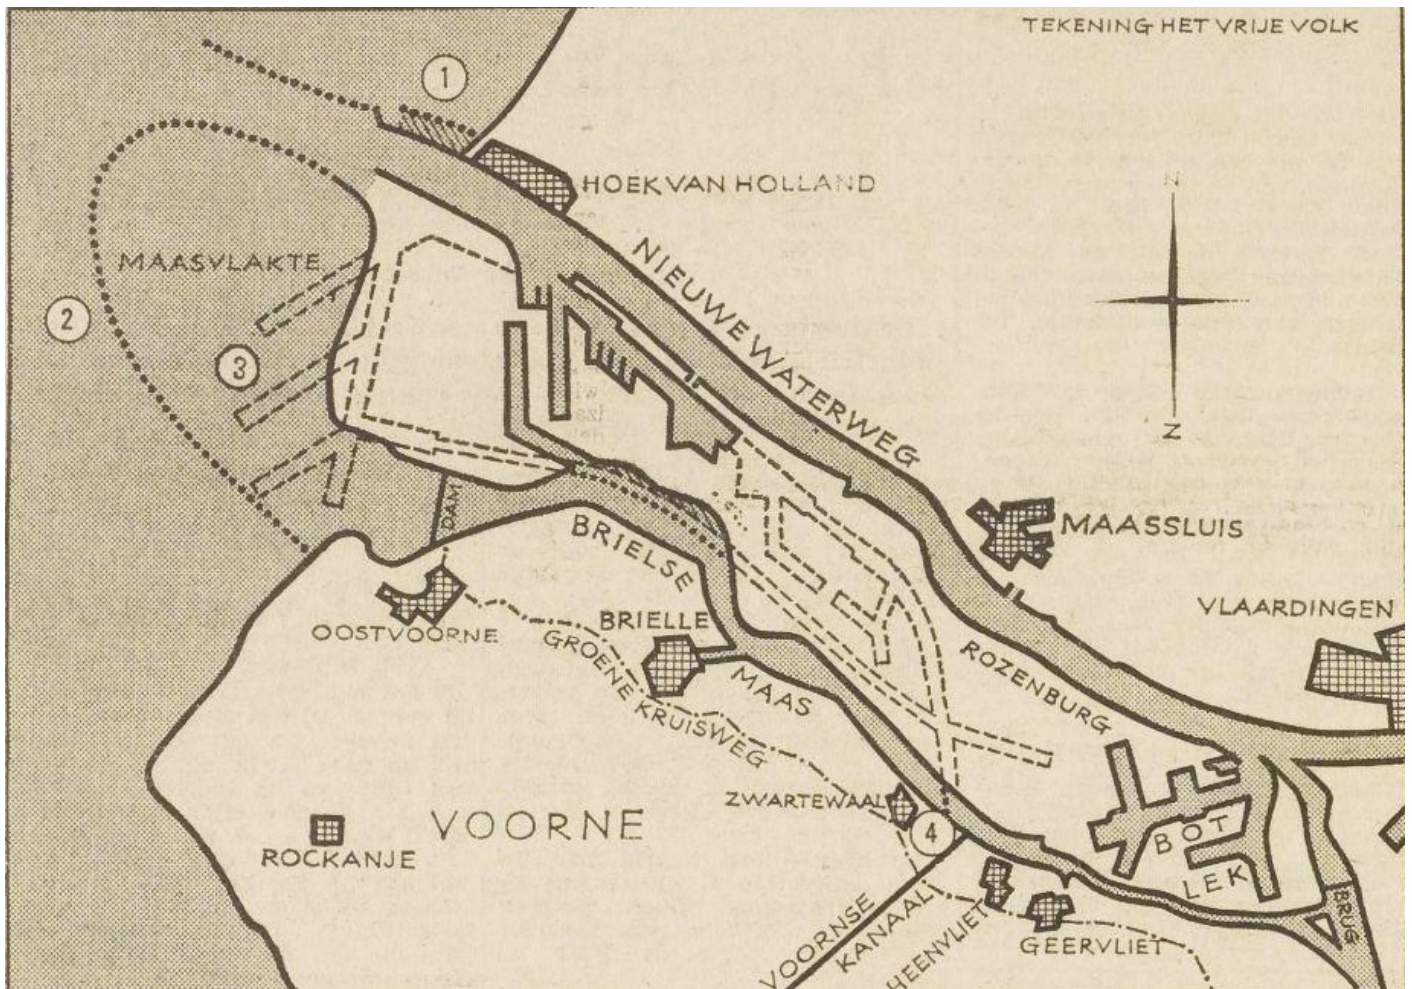 TEKENING HET VRIJE VOLK
1
HOEK VAN HOLLAND
N
MAASVLAKTE
NIEUWE WATERWEG
2
3
Z
DAM
BRIELSE
MAAS
MAASSLUIS
VLAARDINGEN
OOSTVOORNE
BRIELLE
GROENE KRUISWEG
ROZENBURG
ZWARTEWAAL
4
VOORNE
ROCKANJE
BOT
LEK
BRUG
VOORNSE
KANAAL
HEENVLIET
GEERVLIET